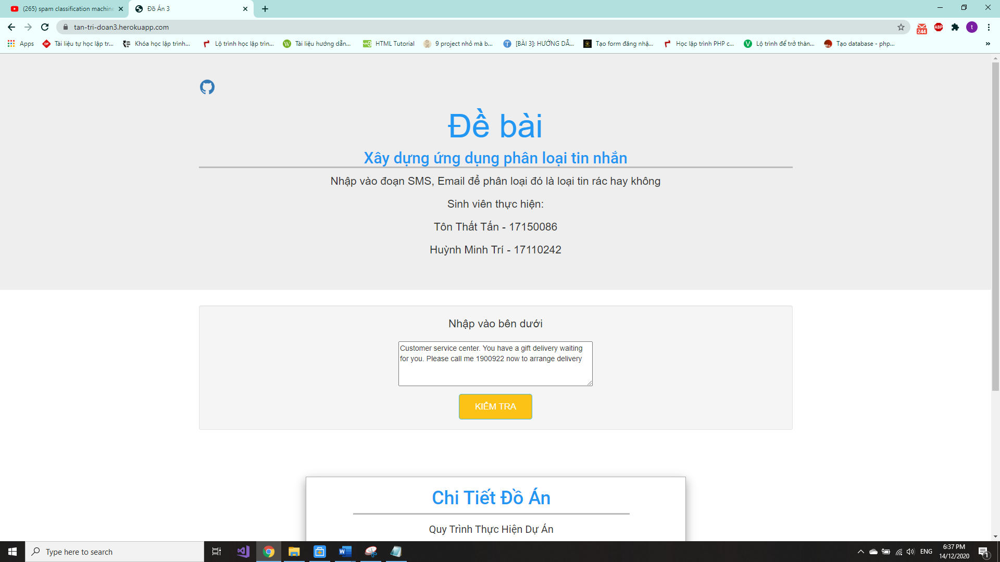 (265) spam classification machine
Đồ Án 3
tan-tri-doan3.herokuapp.com
244
ABP
t
Apps
Tài liệu tự học lập tr...
Khóa học lập trình...
Lộ trình học lập trìn...
Tài liệu hướng dẫn...
HTML Tutorial
9 project nhỏ mà b...
[BÀI 3]: HƯỚNG DẪ...
Tạo form đăng nhậ...
Học lập trình PHP c...
Lộ trình để trở thàn...
Tạo database - php...
»
Đề bài
Xây dựng ứng dụng phân loại tin nhắn
Nhập vào đoạn SMS, Email để phân loại đó là loại tin rác hay không
Sinh viên thực hiện:
Tôn Thất Tấn - 17150086
Huỳnh Minh Trí - 17110242
Nhập vào bên dưới
Customer service center. You have a gift delivery waiting
for you. Please call me 1900922 now to arrange delivery
KIỂM TRA
Chi Tiết Đồ Án
Quy Trình Thực Hiện Dự Án
Type here to search
ENG
6:37 PM
14/12/2020
1